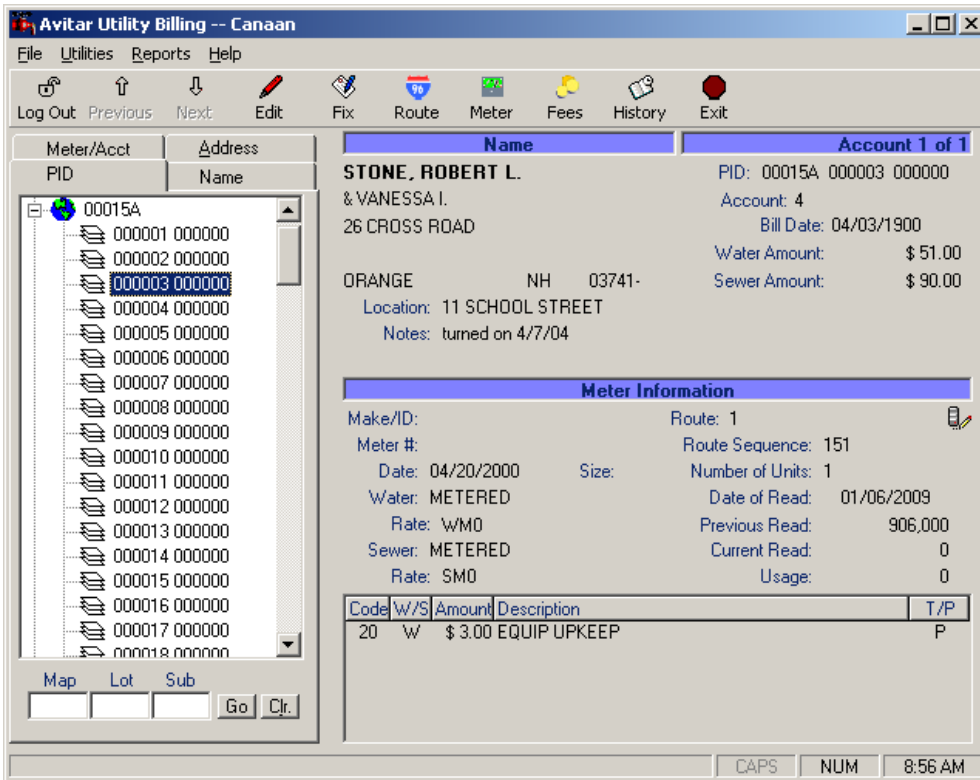 Avitar Utility Billing -- Canaan
File Utilities Reports Help
96
Log Out Previous Next Edit Fix Route Meter Fees History Exit
Meter/Acct Address
PID Name
00015A
000001 000000
000002 000000
000003 000000
000004 000000
000005 000000
000006 000000
000007 000000
000008 000000
000009 000000
000010 000000
000011 000000
000012 000000
000013 000000
000014 000000
000015 000000
000016 000000
000017 000000
000018 000000
Map Lot Sub
Go Clr.
Name
STONE, ROBERT L.
& VANESSA I.
26 CROSS ROAD
ORANGE NH 03741-
Location: 11 SCHOOL STREET
Notes: turned on 4/7/04
Account 1 of 1
PID: 00015A 000003 000000
Account: 4
Bill Date: 04/03/1900
Water Amount: $ 51.00
Sewer Amount: $ 90.00
Meter Information
Make/ID: Route: 1
Meter #: Route Sequence: 151
Date: 04/20/2000 Size: Number of Units: 1
Water: METERED Date of Read: 01/06/2009
Rate: WM0 Previous Read: 906,000
Sewer: METERED Current Read: 0
Rate: SM0 Usage: 0
Code W/S Amount Description T/P
20 W $ 3.00 EQUIP UPKEEP P
CAPS NUM 8:56 AM